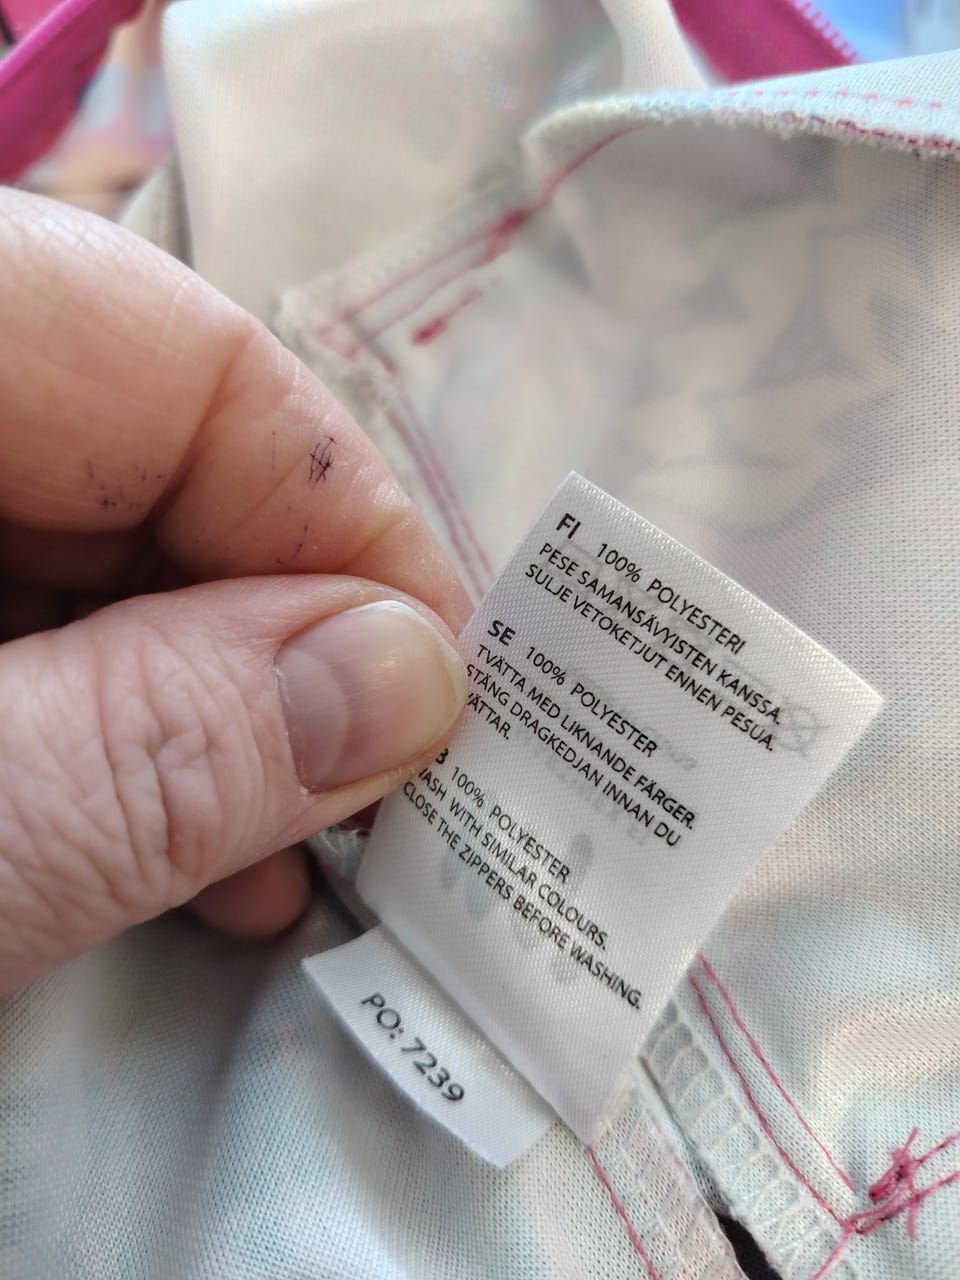 FI 100% POLYESTERI
PESE SAMANSÄVYISTEN KANSSA.
SULJE VETOKETJUT ENNEN PESUA.
SE 100% POLYESTER
TVÄTTA MED LIKNANDE FÄRGER.
STÄNG DRAGKEDJAN INNAN DU
VÄTTAR.
100% POLYESTER
WASH WITH SIMILAR COLOURS.
CLOSE THE ZIPPERS BEFORE WASHING.
PO: 7239